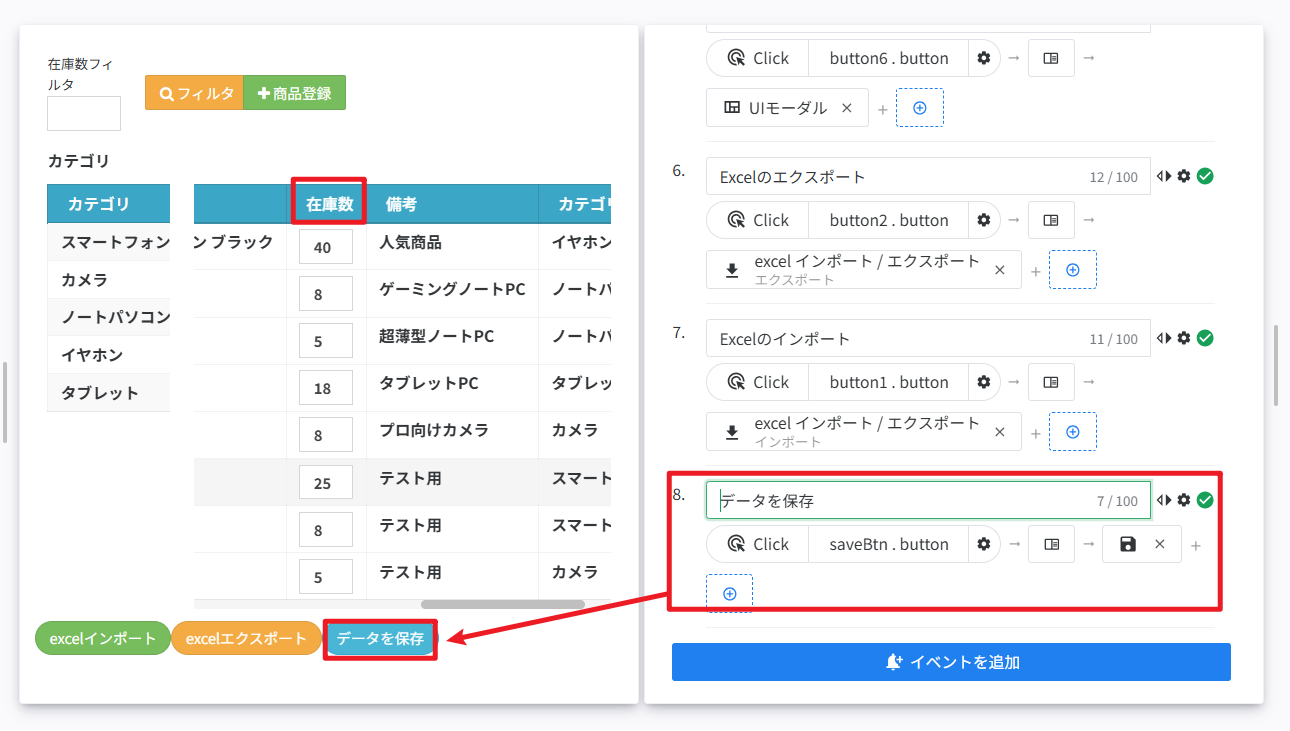 在庫数フィ
ルタ
フィルタ
商品登録
カテゴリ
カテゴリ
スマートフォン
カメラ
ノートパソコン
イヤホン
タブレット
在庫数 備考 カテゴリ
ン ブラック 40 人気商品 イヤホン
8 ゲーミングノートPC ノートパ
5 超薄型ノートPC ノートパ
18 タブレットPC タブレッ
8 プロ向けカメラ カメラ
25 テスト用 スマート
8 テスト用 スマート
5 テスト用 カメラ
excelインポート
excelエクスポート
データを保存
Click button6 . button
UIモーダル
6. Excelのエクスポート 12 / 100
Click button2 . button
excel インポート / エクスポート
エクスポート
7. Excelのインポート 11 / 100
Click button1 . button
excel インポート / エクスポート
インポート
8. データを保存 7 / 100
Click saveBtn . button
イベントを追加